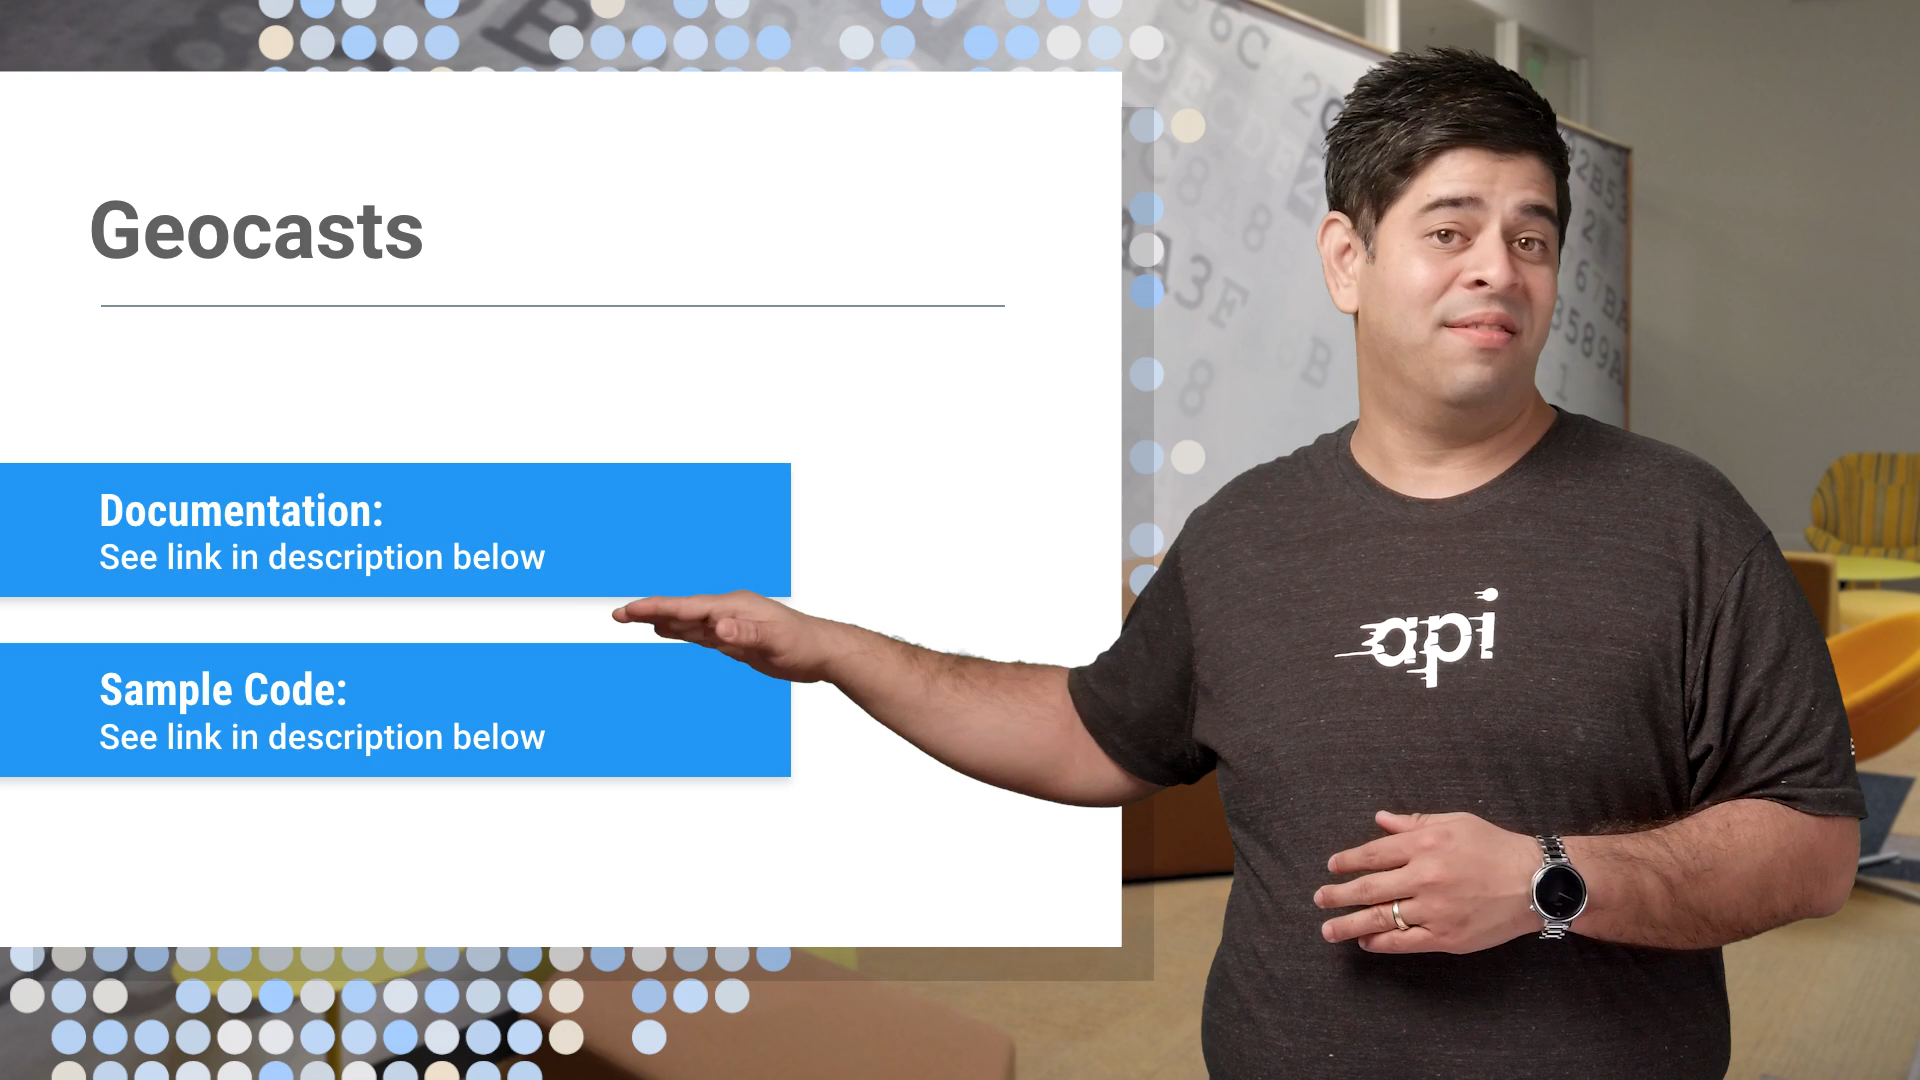 Geocasts
Documentation:
See link in description below
Sample Code:
See link in description below
api